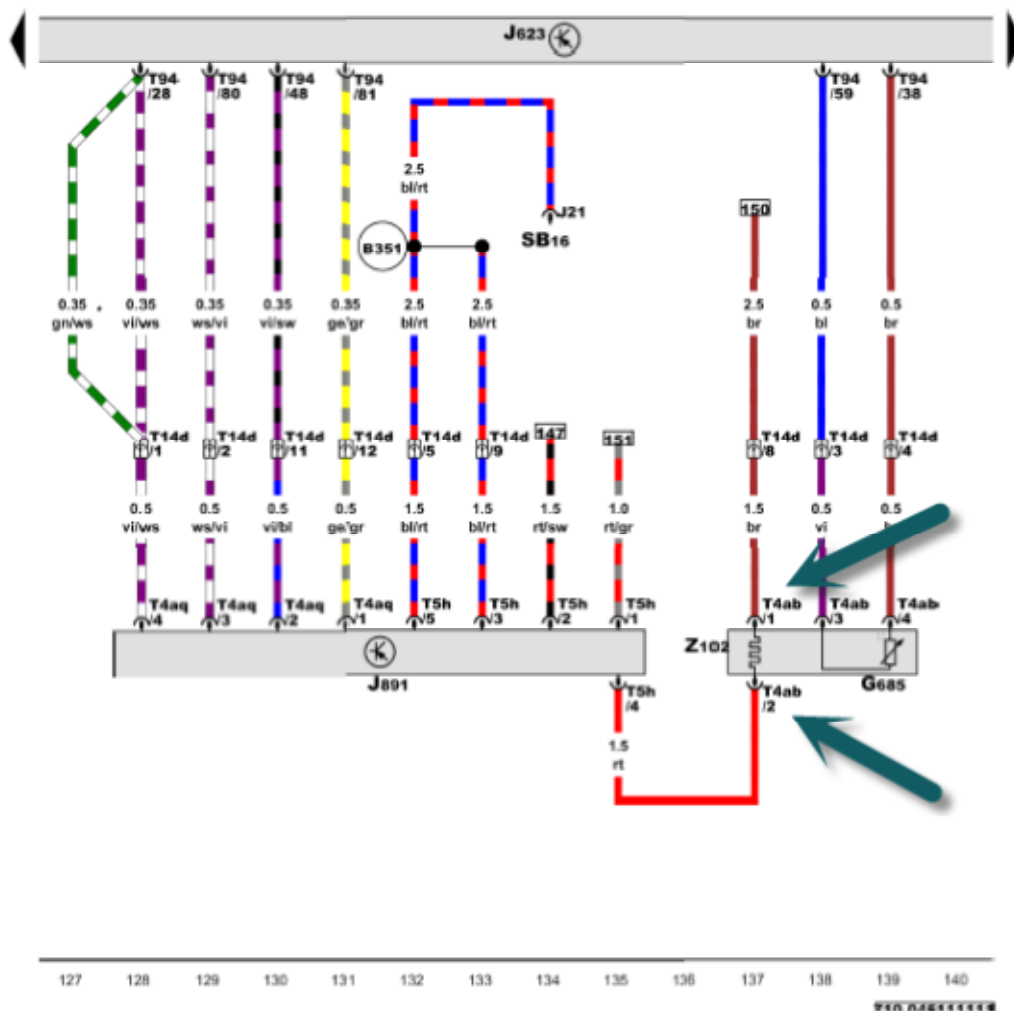 J623
T94 T94 T94 T94 T94 T94
/28 /80 /48 /81 /59 /38
2.5
bl/rt
J21
SB16
150
B351
0.35 * 0.35 0.35 0.35 0.35 2.5 2.5 2.5 0.5 0.5
gn/ws vi/ws ws/vi vi/sw ge/gr bl/rt bl/rt br bl br
147 151
T14d T14d T14d T14d T14d T14d T14d T14d T14d
/1 /2 /11 /12 /5 /9 /8 /3 /4
0.5 0.5 0.5 0.5 1.5 1.5 1.5 1.0 1.5 0.5 0.5
vi/ws ws/vi vi/bl ge/gr bl/rt bl/rt rt/sw rt/gr br vi
T4aq T4aq T4aq T4aq T5h T5h T5h T5h T4ab T4ab T4ab
/4 /3 /2 /1 /5 /3 /2 /1 /1 /3 /4
Z102
J891 G685
T5h T4ab
/4 /2
1.5
rt
127 128 129 130 131 132 133 134 135 136 137 138 139 140